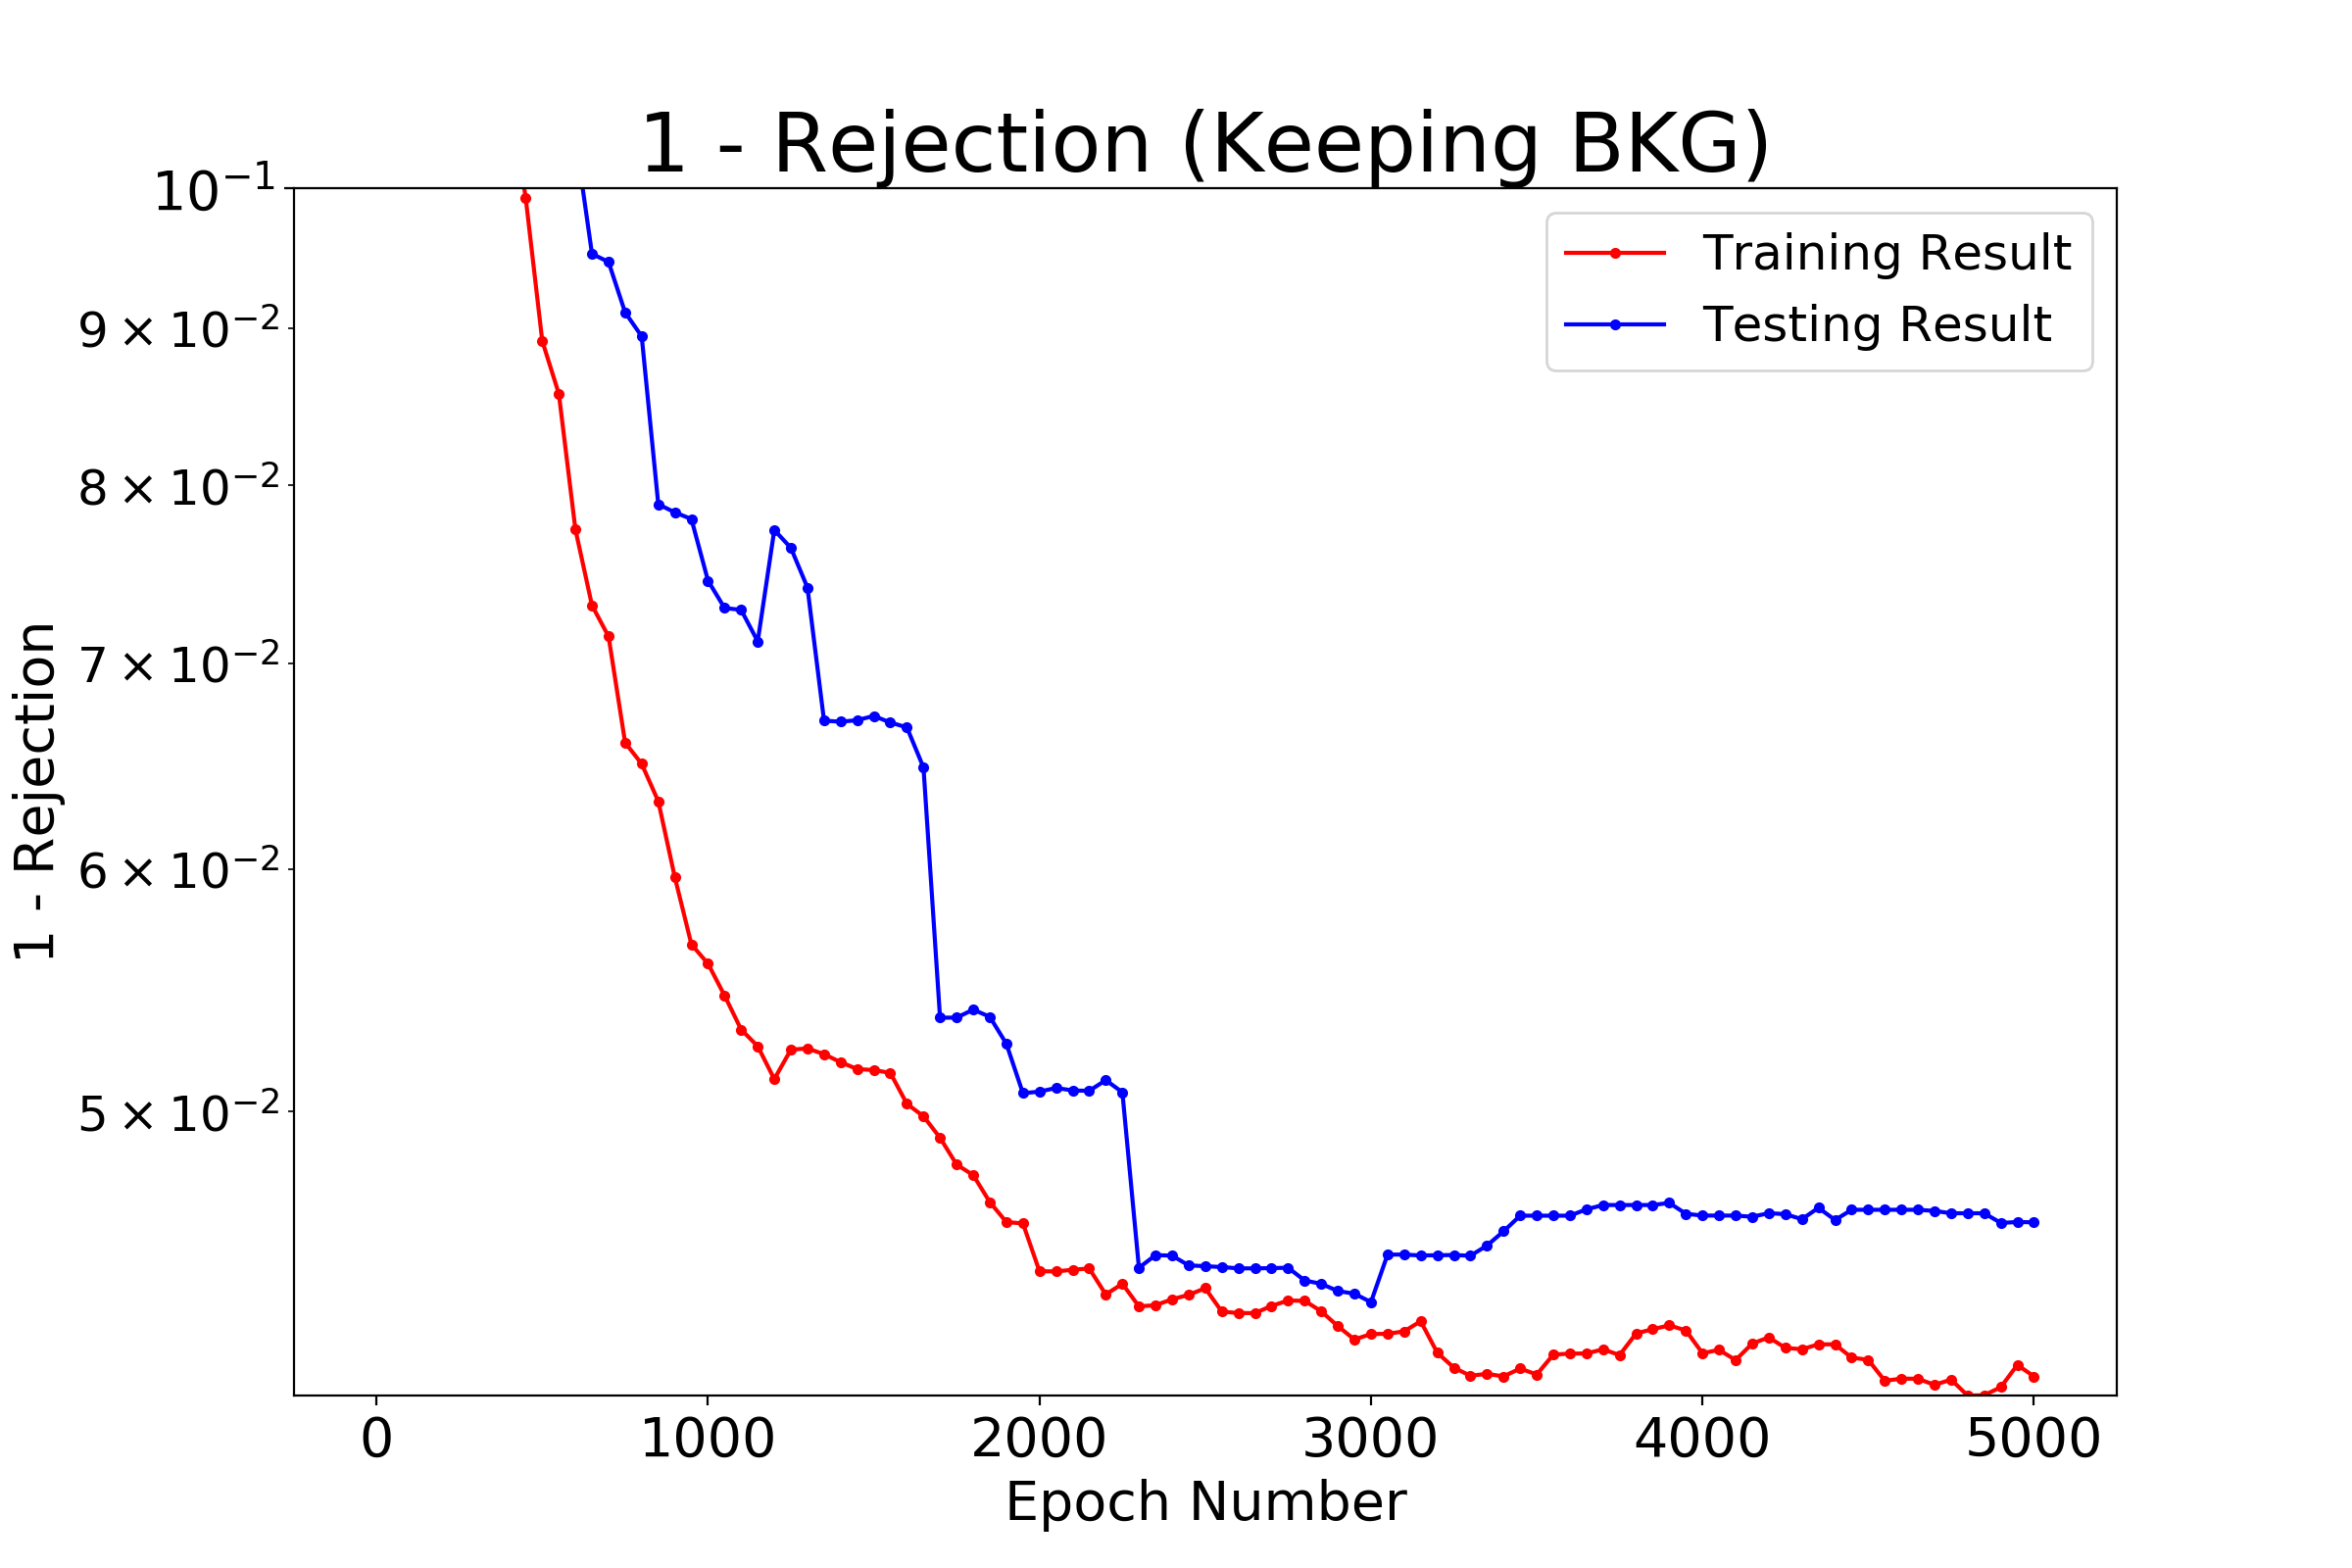 1 - Rejection (Keeping BKG)
10⁻¹
9 × 10⁻²
8 × 10⁻²
7 × 10⁻²
6 × 10⁻²
5 × 10⁻²
1 - Rejection
Training Result
Testing Result
0 1000 2000 3000 4000 5000
Epoch Number